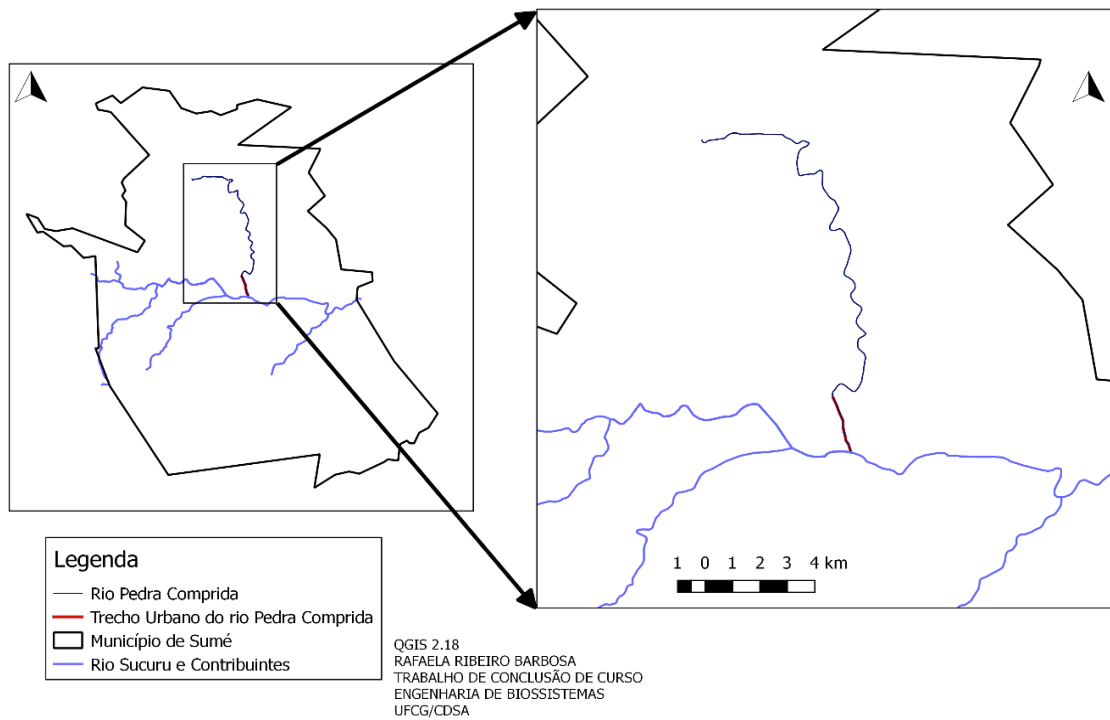 1 0 1 2 3 4 km
Legenda
Rio Pedra Comprida
Trecho Urbano do rio Pedra Comprida
Município de Sumé
Rio Sucuru e Contribuintes
QGIS 2.18
RAFAELA RIBEIRO BARBOSA
TRABALHO DE CONCLUSÃO DE CURSO
ENGENHARIA DE BIOSSISTEMAS
UFCG/CDSA